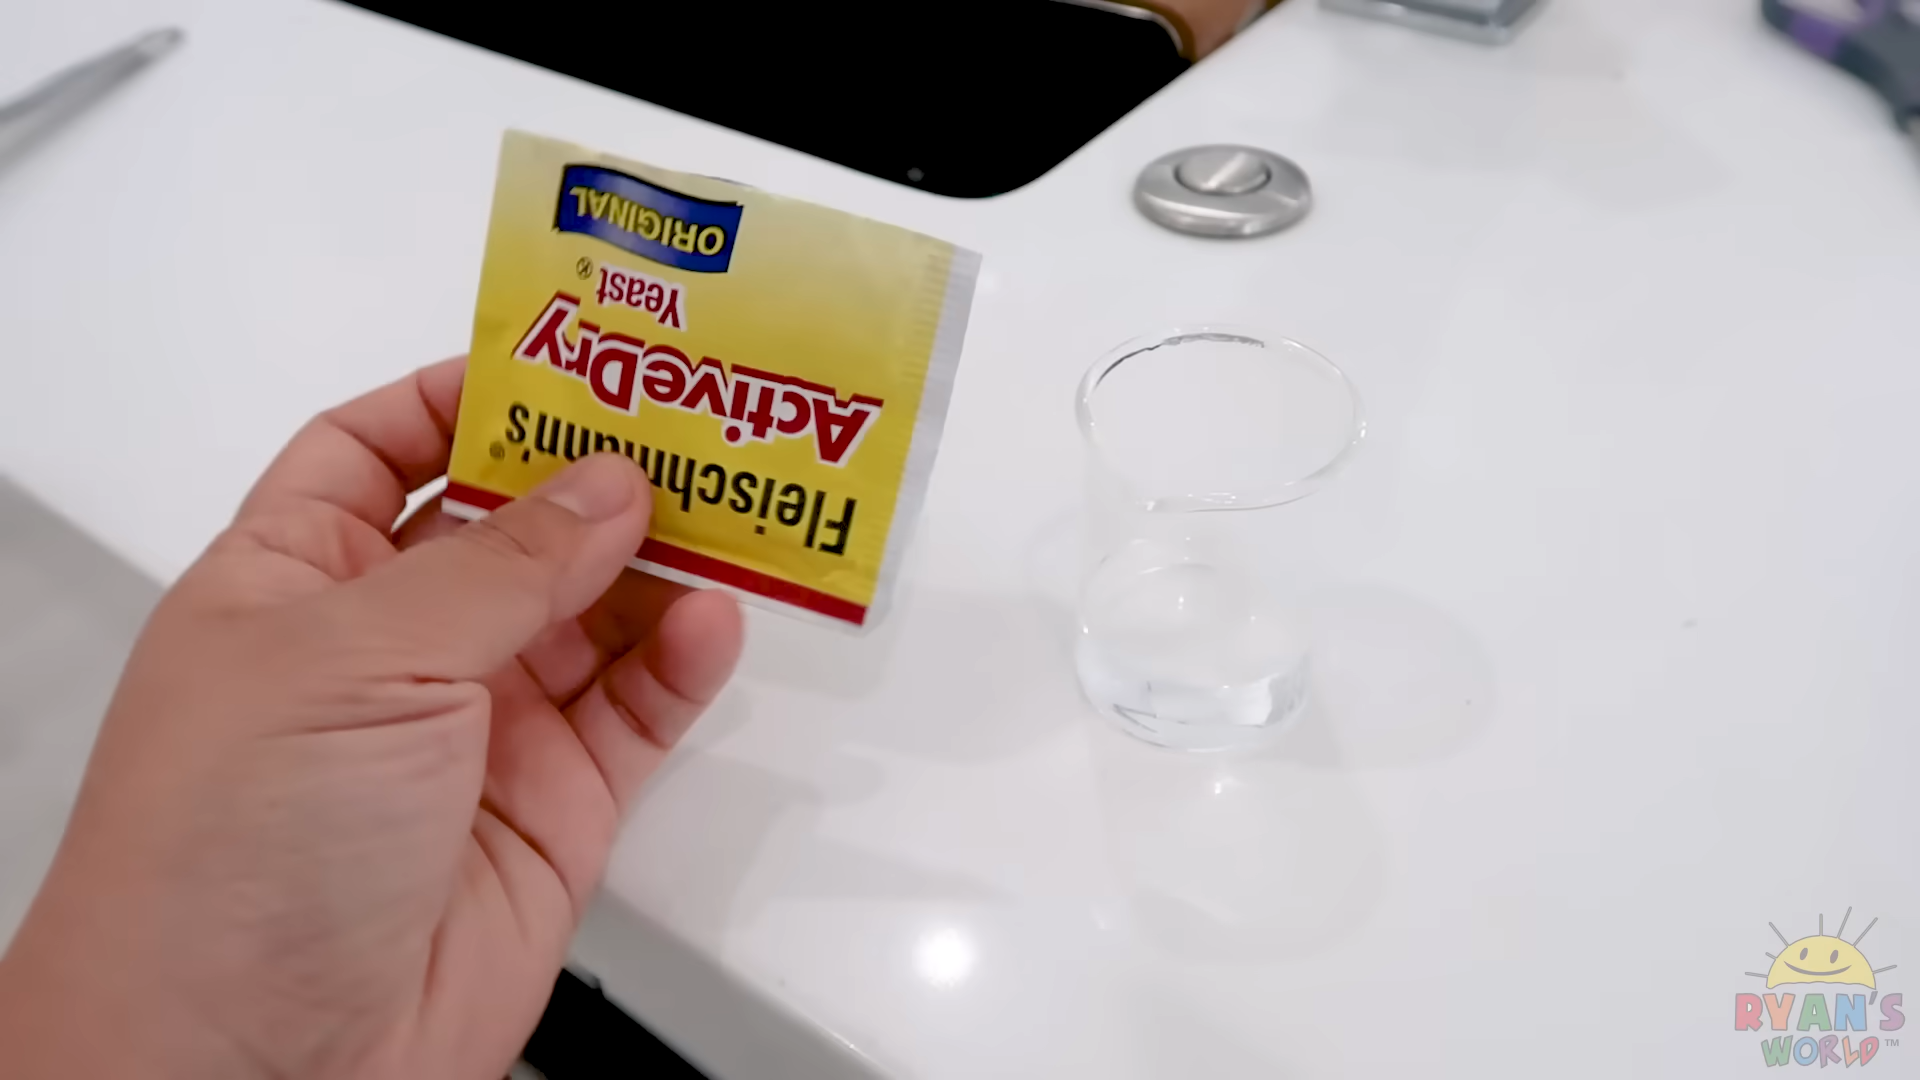 Fleischmann's®
ActiveDry
Yeast K
ORIGINAL
RYAN'S
WORLD™